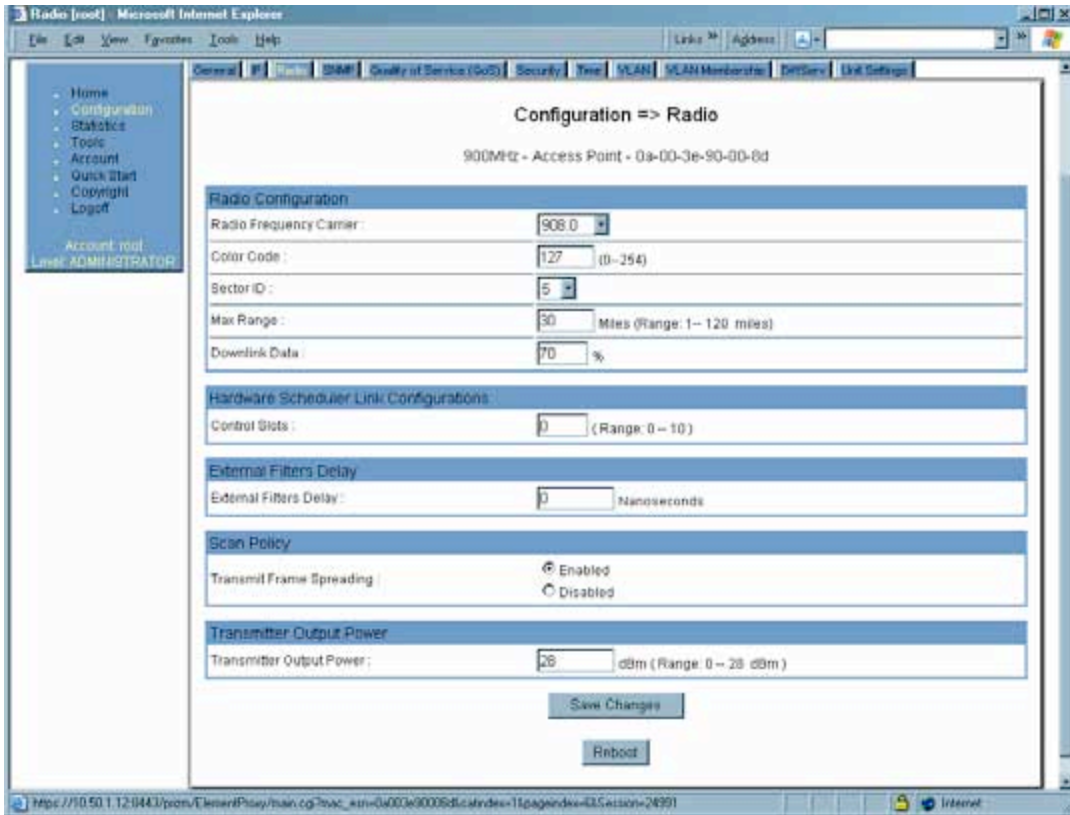 Radio [root] - Microsoft Internet Explorer
File Edit View Favorites Tools Help
Links Address
General IP Radio SNMP Quality of Service (QoS) Security Time VLAN VLAN Membership DiffServ Unit Settings
Home
Configuration
Statistics
Tools
Account
Quick Start
Copyright
Logoff
Account: root
Level: ADMINISTRATOR
Configuration => Radio
900MHz - Access Point - 0a-00-3e-90-00-8d
Radio Configuration
Radio Frequency Carrier : 908.0
Color Code : 127 (0--254)
Sector ID : 5
Max Range : 30 Miles (Range: 1-- 120 miles)
Downlink Data : 70 %
Hardware Scheduler Link Configurations
Control Slots : 0 ( Range: 0 -- 10 )
External Filters Delay
External Filters Delay : 0 Nanoseconds
Scan Policy
Transmit Frame Spreading : Enabled
Disabled
Transmitter Output Power
Transmitter Output Power : 28 dBm ( Range: 0 -- 28 dBm )
Save Changes
Reboot
Internet